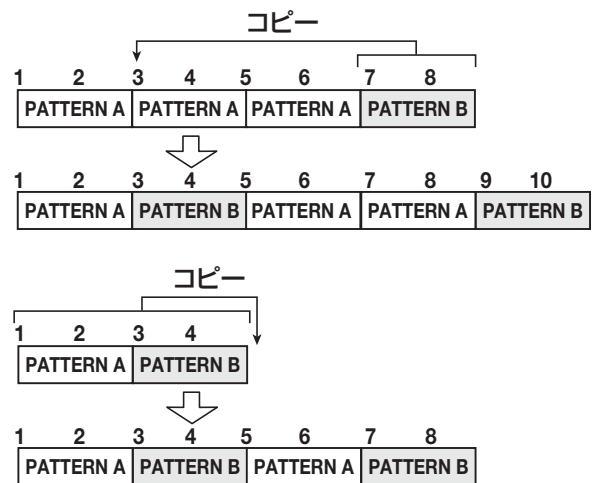 コピー
1 2 3 4 5 6 7 8
PATTERN A PATTERN A PATTERN A PATTERN B
1 2 3 4 5 6 7 8 9 10
PATTERN A PATTERN B PATTERN A PATTERN A PATTERN B
コピー
1 2 3 4
PATTERN A PATTERN B
1 2 3 4 5 6 7 8
PATTERN A PATTERN B PATTERN A PATTERN B